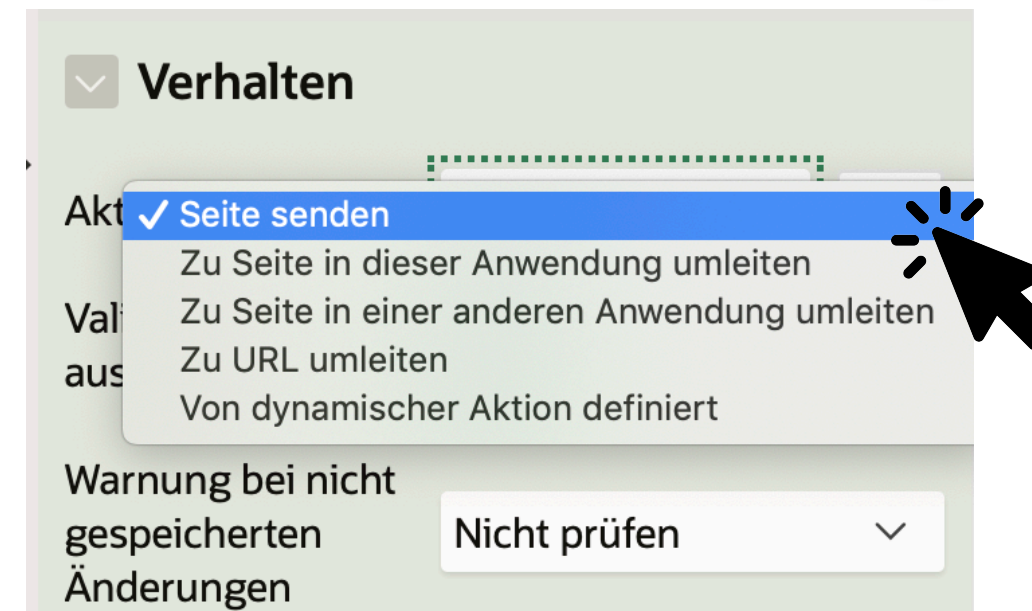 Verhalten
Akt
✓ Seite senden
Zu Seite in dieser Anwendung umleiten
Zu Seite in einer anderen Anwendung umleiten
Zu URL umleiten
Von dynamischer Aktion definiert
aus
Warnung bei nicht
gespeicherten
Änderungen
Nicht prüfen